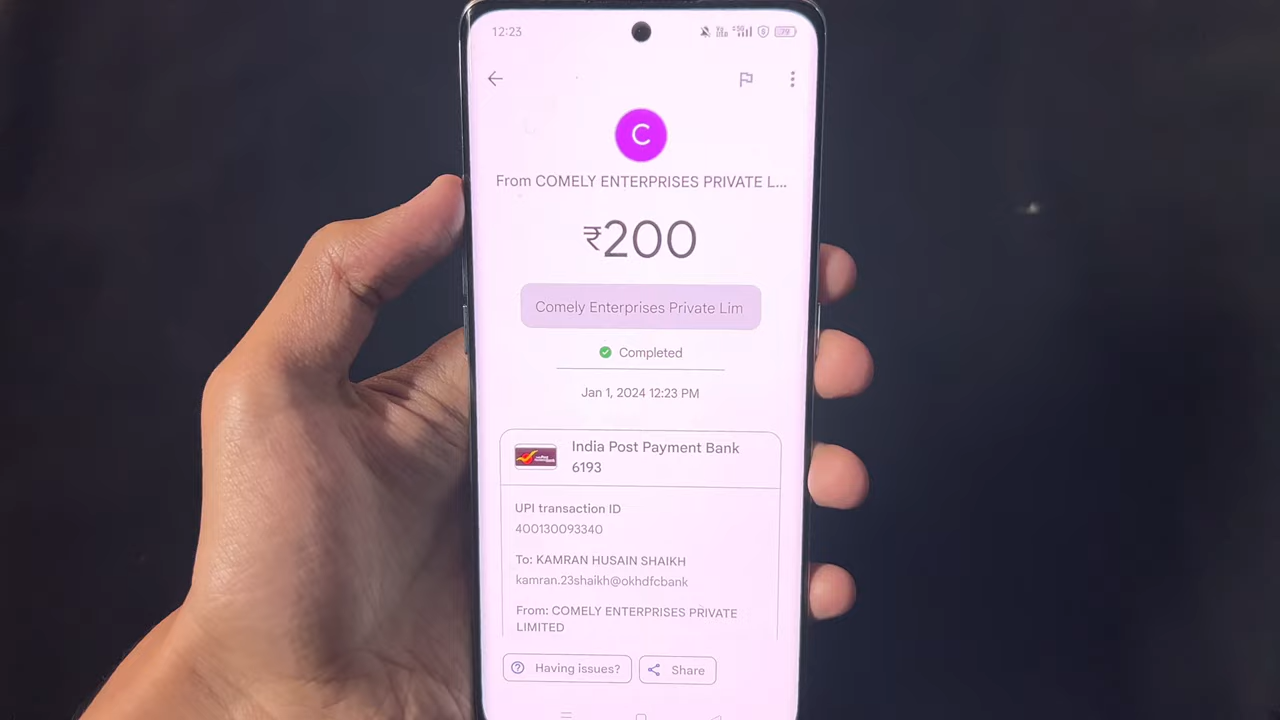 12:23
79
C
From COMELY ENTERPRISES PRIVATE L...
₹200
Comely Enterprises Private Lim
Completed
Jan 1, 2024 12:23 PM
India Post Payment Bank
6193
UPI transaction ID
400130093340
To: KAMRAN HUSAIN SHAIKH
kamran.23shaikh@okhdfcbank
From: COMELY ENTERPRISES PRIVATE
LIMITED
Having issues?
Share